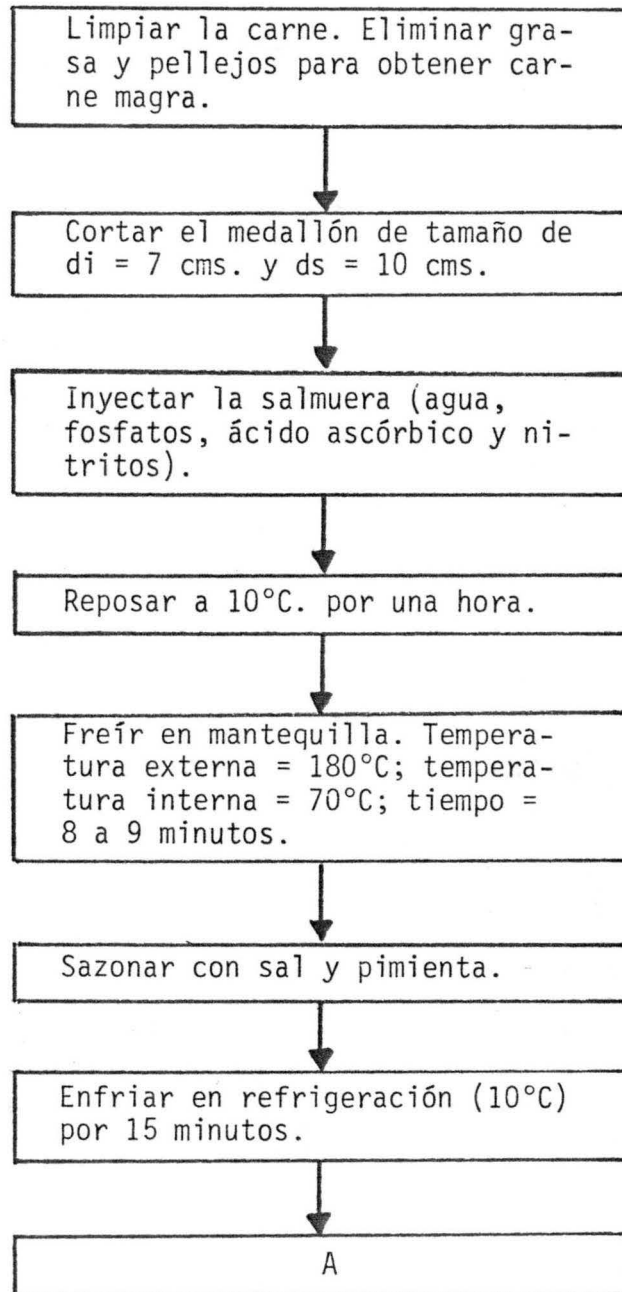 Limpiar la carne. Eliminar gra-
sa y pellejos para obtener car-
ne magra.
Cortar el medallón de tamaño de
di = 7 cms. y ds = 10 cms.
Inyectar la salmuera (agua,
fosfatos, ácido ascórbico y ni-
tritos).
Reposar a 10°C. por una hora.
Freír en mantequilla. Tempera-
tura externa = 180°C; tempera-
tura interna = 70°C; tiempo =
8 a 9 minutos.
Sazonar con sal y pimienta.
Enfriar en refrigeración (10°C)
por 15 minutos.
A